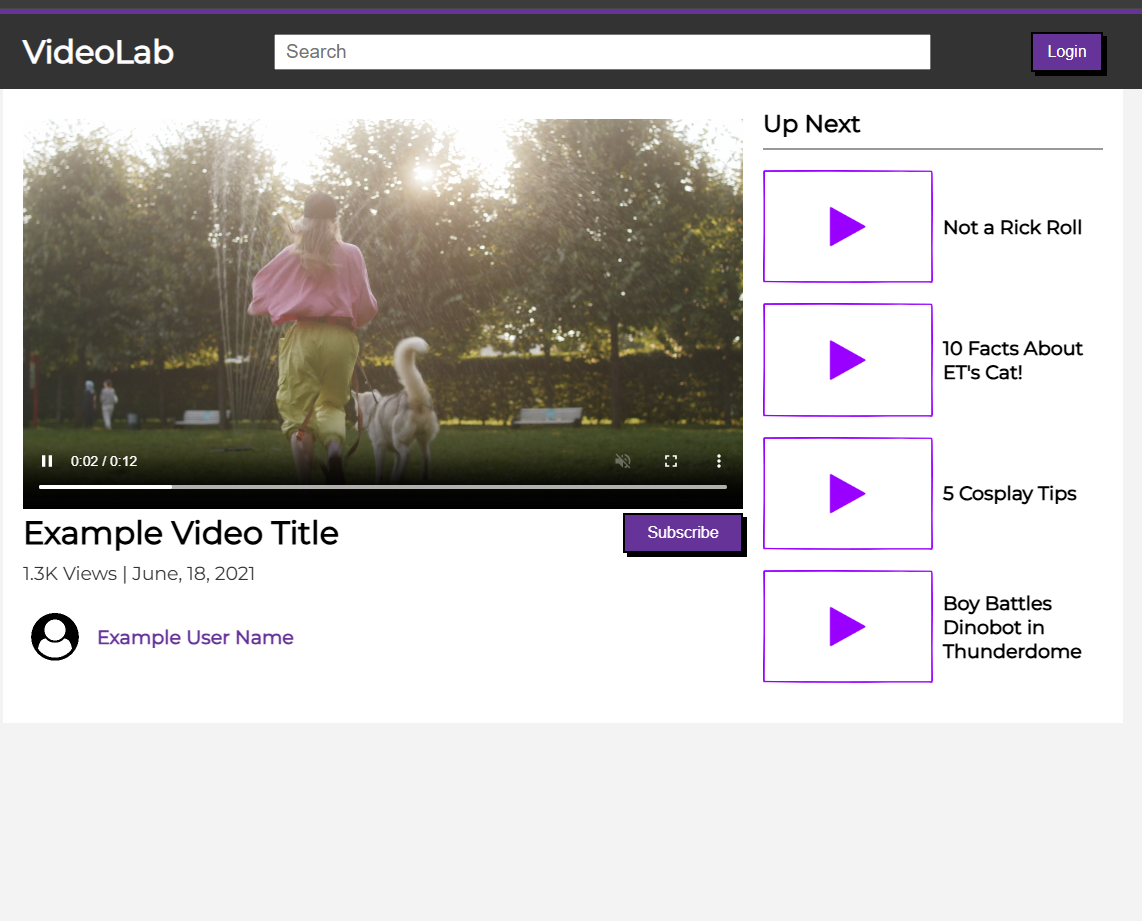 VideoLab
Search
Login
0:02 / 0:12
Example Video Title
Subscribe
1.3K Views | June, 18, 2021
Example User Name
Up Next
Not a Rick Roll
10 Facts About
ET's Cat!
5 Cosplay Tips
Boy Battles
Dinobot in
Thunderdome